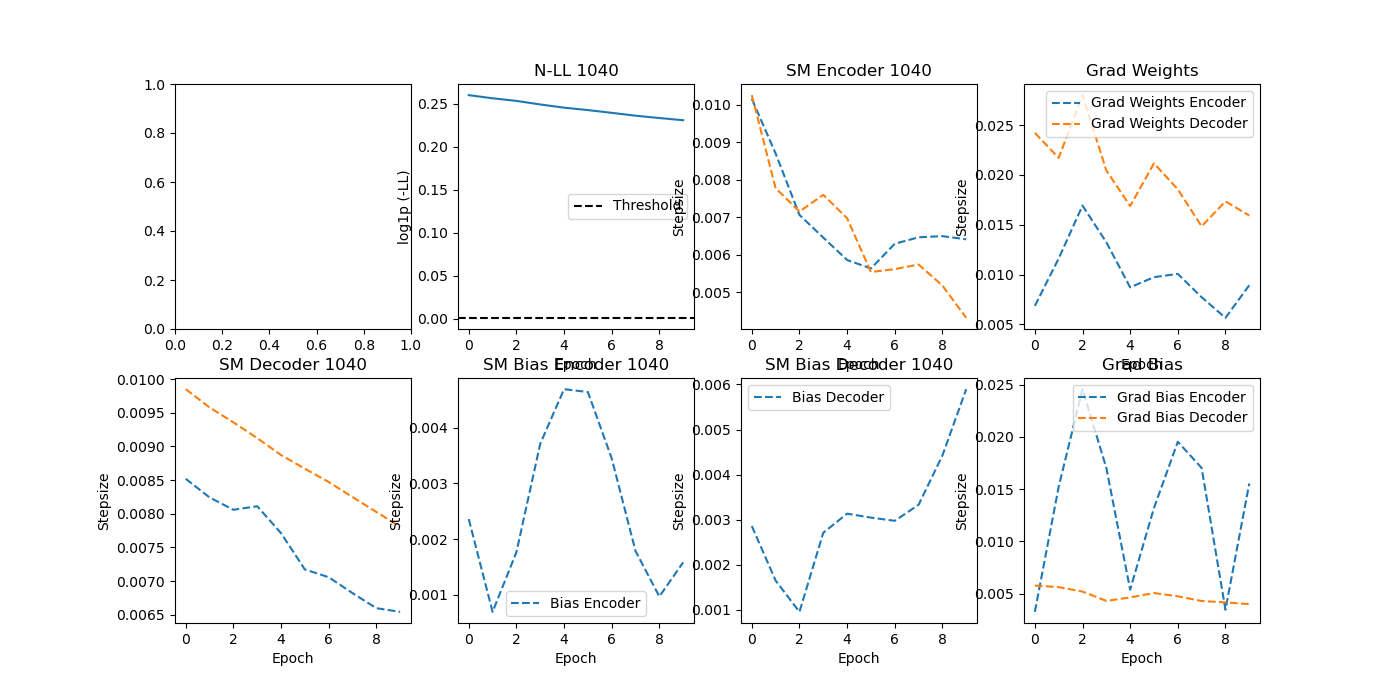 N-LL 1040
SM Encoder 1040
Grad Weights
1.0
0.8
0.6
0.4
0.2
0.0
0.0 0.2 0.4 0.6 0.8 1.0
log1p (-LL)
0.25
0.20
0.15
0.10
0.05
0.00
Threshold
0 2 4 6 8
Epoch
Stepsize
0.010
0.009
0.008
0.007
0.006
0.005
0 2 4 6 8
Epoch
Stepsize
0.025
0.020
0.015
0.010
0.005
Grad Weights Encoder
Grad Weights Decoder
0 2 4 6 8
Epoch
SM Decoder 1040
SM Bias Encoder 1040
SM Bias Decoder 1040
Grad Bias
Stepsize
0.0100
0.0095
0.0090
0.0085
0.0080
0.0075
0.0070
0.0065
0 2 4 6 8
Epoch
Stepsize
0.004
0.003
0.002
0.001
Bias Encoder
0 2 4 6 8
Epoch
Stepsize
0.006
0.005
0.004
0.003
0.002
0.001
Bias Decoder
0 2 4 6 8
Epoch
Stepsize
0.025
0.020
0.015
0.010
0.005
Grad Bias Encoder
Grad Bias Decoder
0 2 4 6 8
Epoch